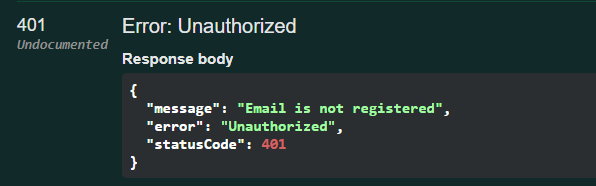 401
Undocumented
Error: Unauthorized
Response body
{
  "message": "Email is not registered",
  "error": "Unauthorized",
  "statusCode": 401
}